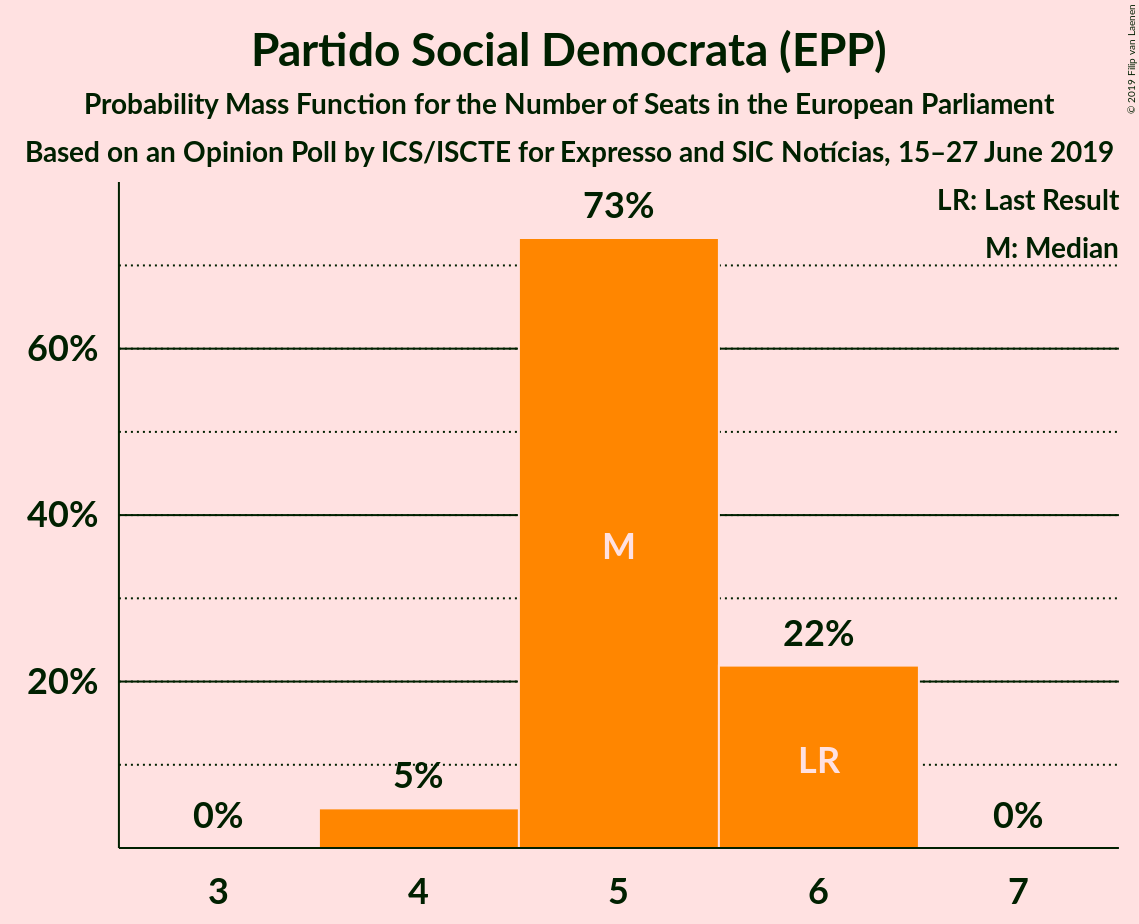 Partido Social Democrata (EPP)
Probability Mass Function for the Number of Seats in the European Parliament
Based on an Opinion Poll by ICS/ISCTE for Expresso and SIC Notícias, 15–27 June 2019
© 2019 Filip van Laenen
LR: Last Result
M: Median
73%
60%
40%
M
22%
20%
LR
5%
0%
0%
3 4 5 6 7